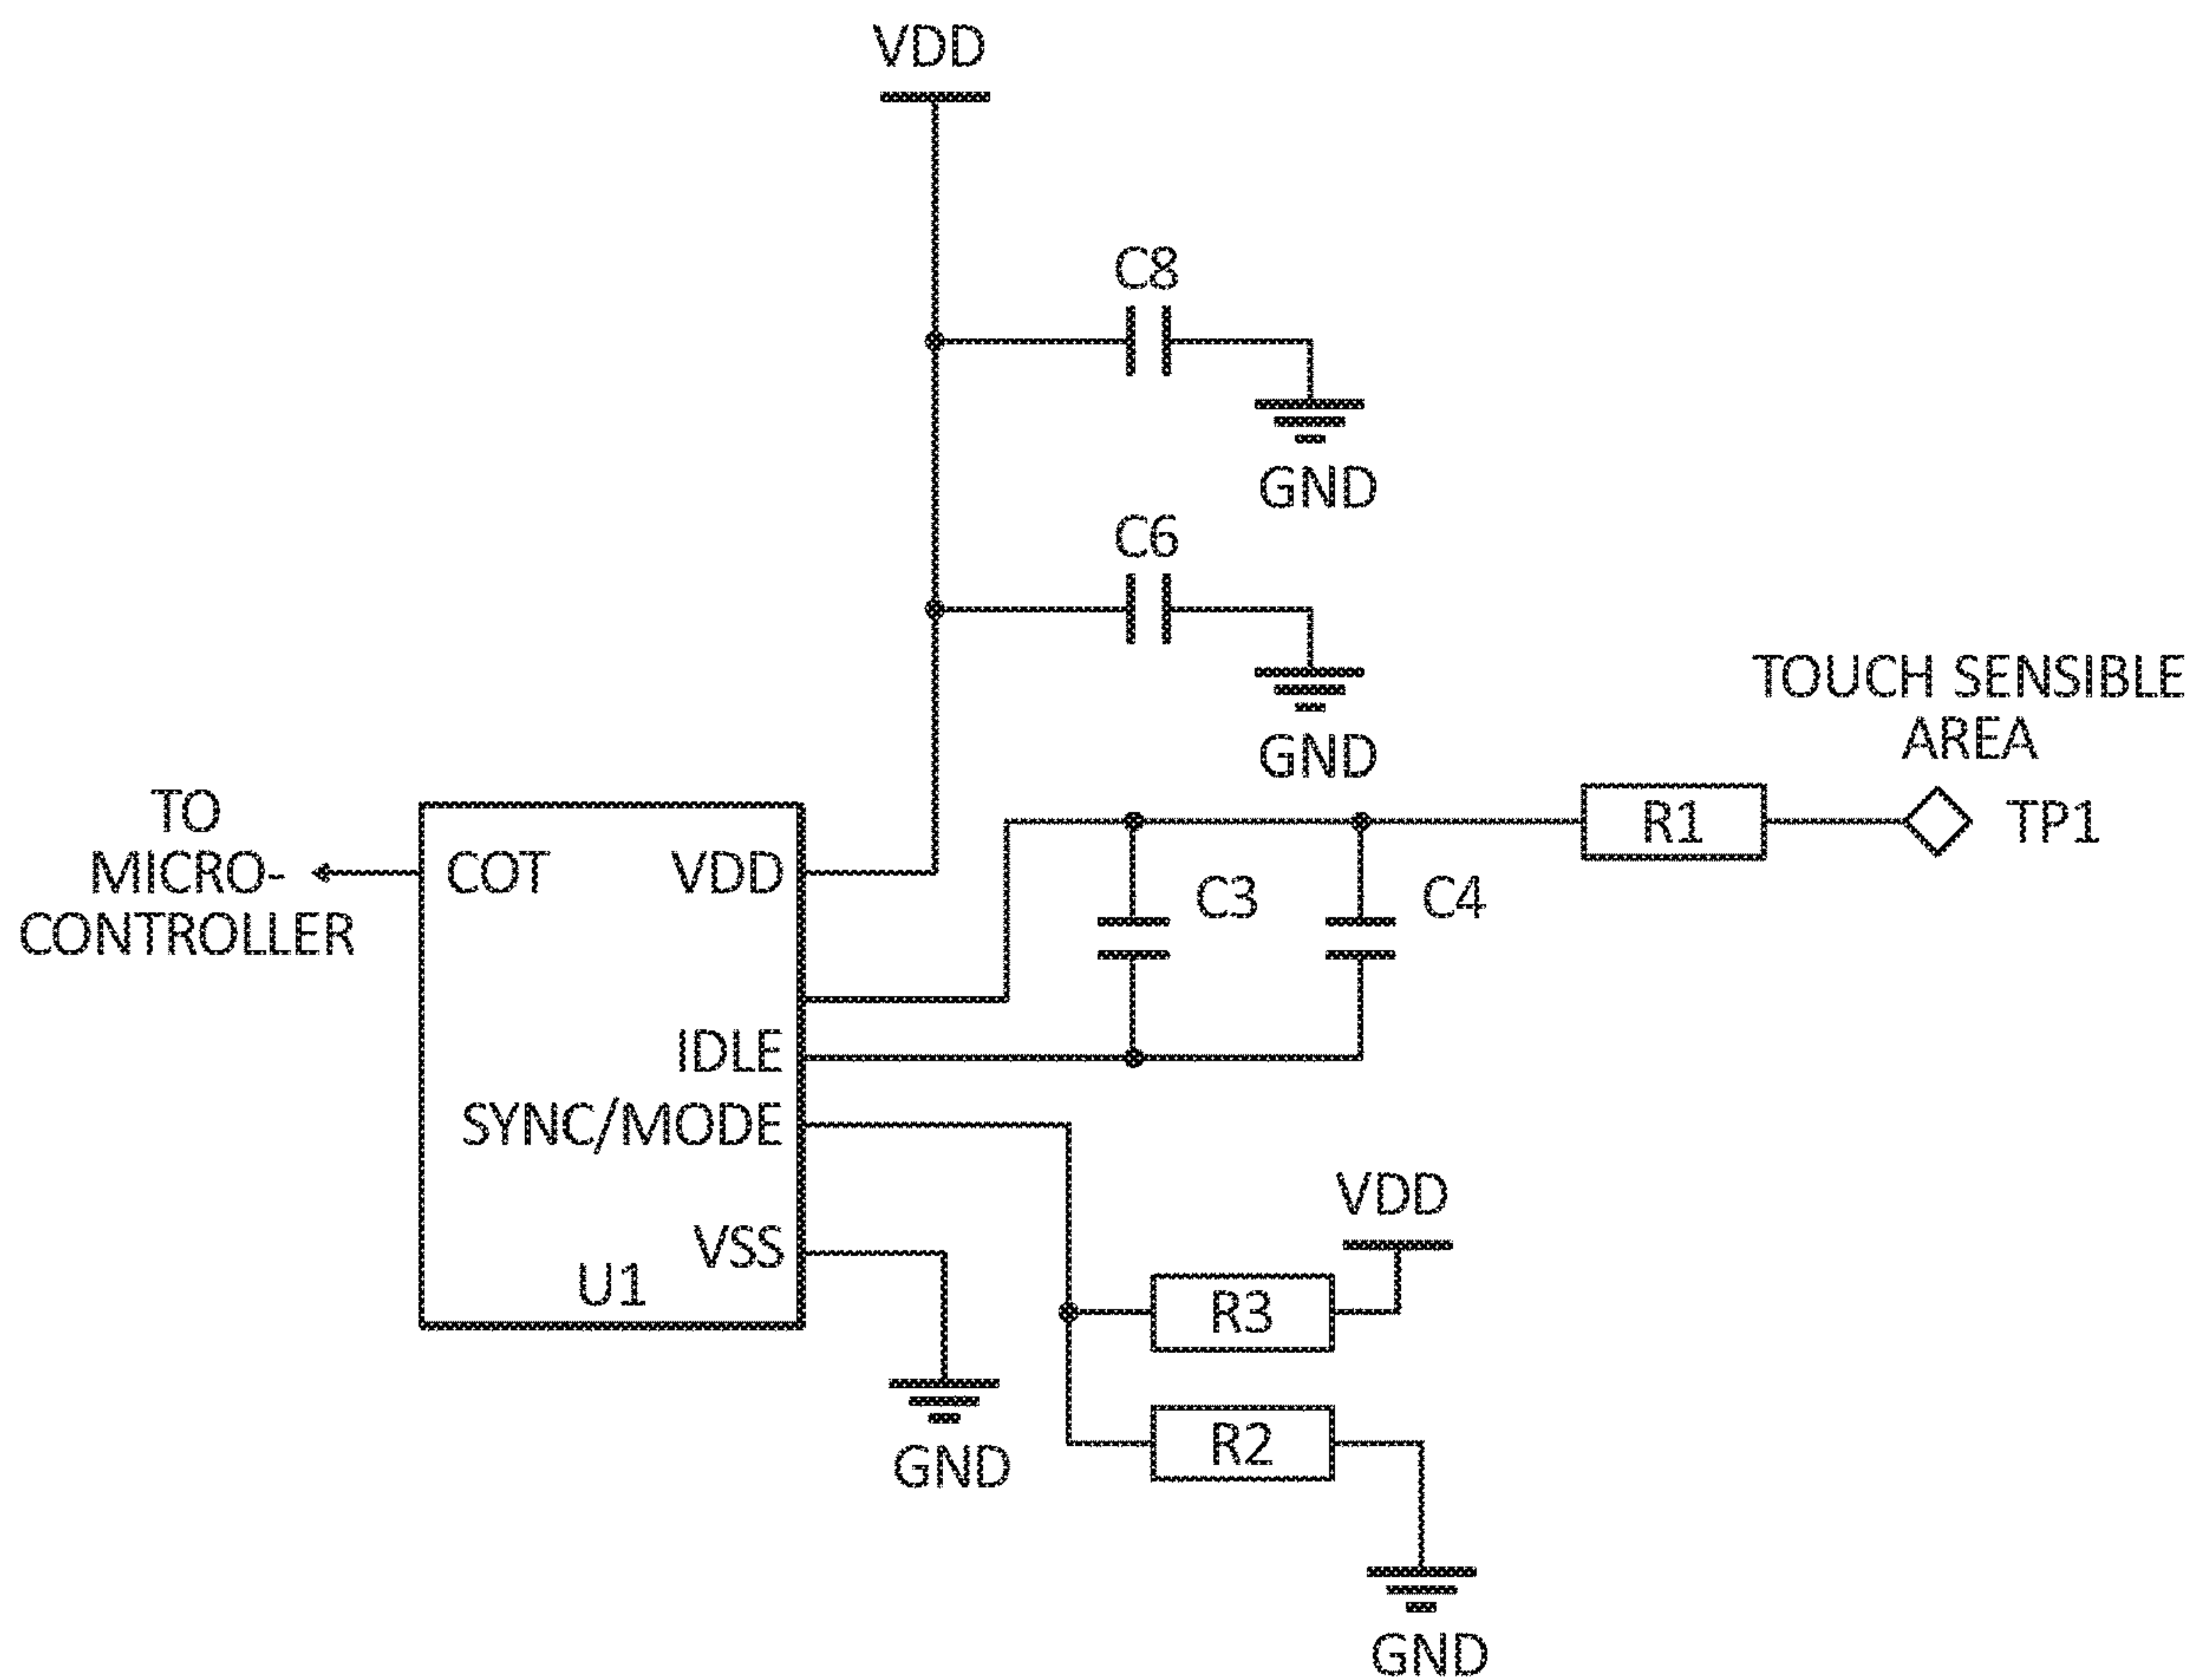 VDD
C8
GND
C6
GND
TOUCH SENSIBLE
AREA
TP1
R1
TO
MICRO-
CONTROLLER
COT
VDD
C3
C4
IDLE
SYNC/MODE
VSS
U1
GND
VDD
R3
R2
GND